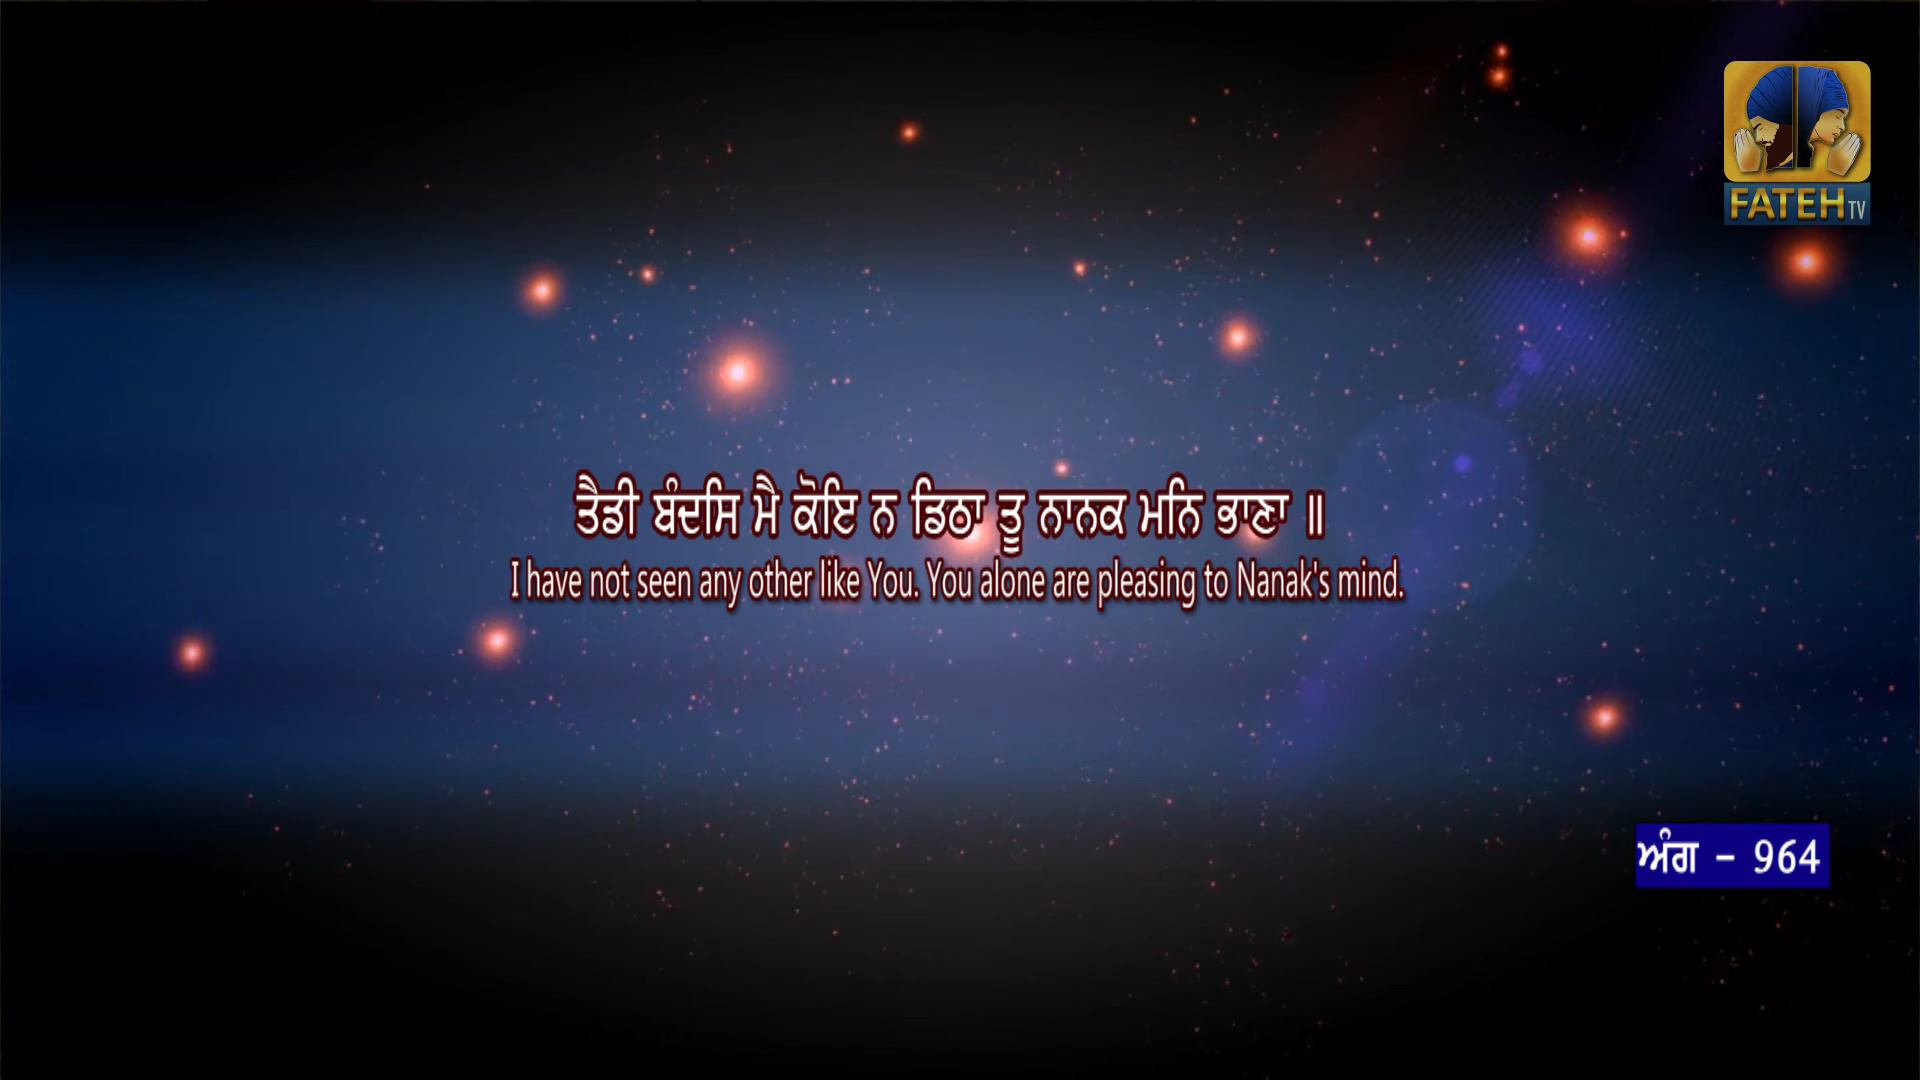 FATEH TV
ਤੈਡੀ ਬੰਦਸਿ ਮੈ ਕੋਇ ਨ ਡਿਠਾ ਤੂ ਨਾਨਕ ਮਨਿ ਭਾਣਾ ॥
I have not seen any other like You. You alone are pleasing to Nanak's mind.
ਅੰਗ - 964